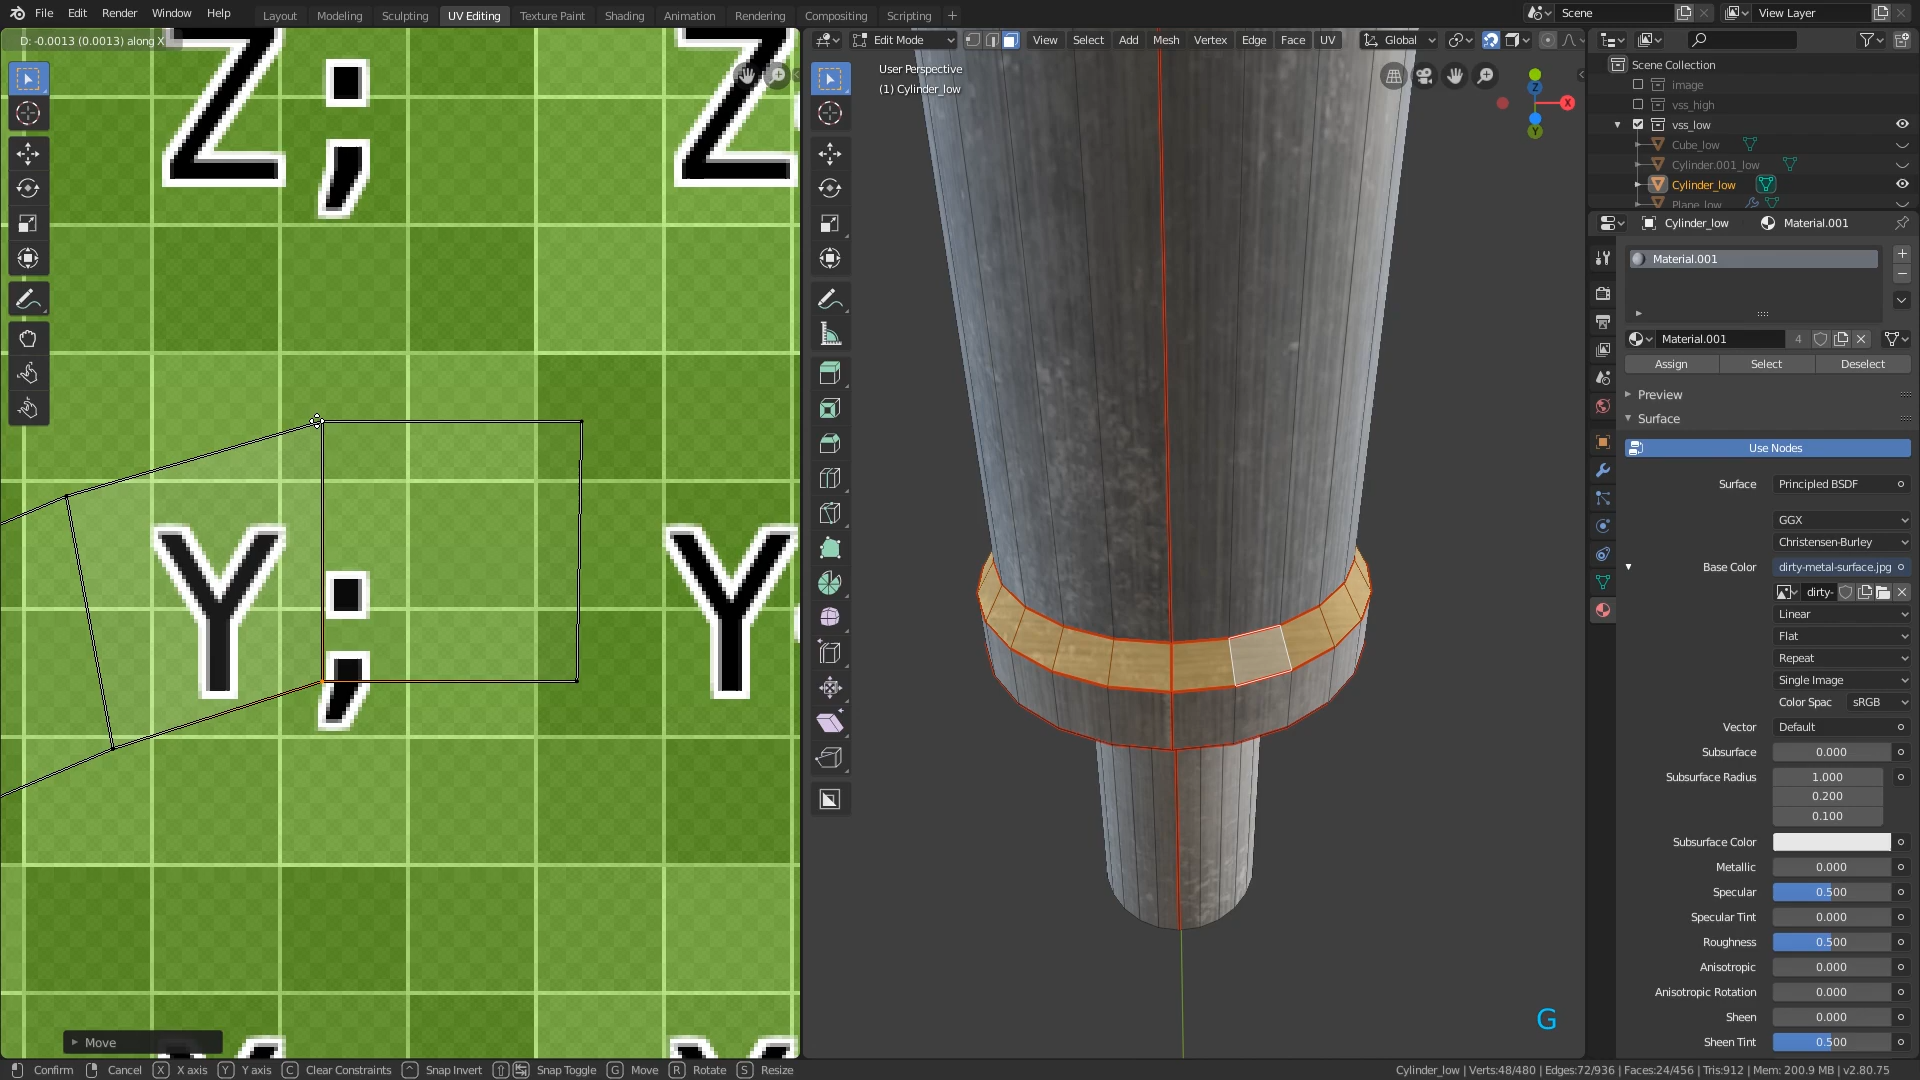 File Edit Render Window Help
Layout Modeling Sculpting UV Editing Texture Paint Shading Animation Rendering Compositing Scripting +
Scene
View Layer
D: -0.0013 (0.0013) along X
Edit Mode
View Select Add Mesh Vertex Edge Face UV
Global
User Perspective
(1) Cylinder_low
Z; Z
Y; Y
Z
X
Y
Scene Collection
image
vss_high
vss_low
Cube_low
Cylinder.001_low
Cylinder_low
Plane_low
Cylinder_low Material.001
Material.001
Material.001 4
Assign Select Deselect
Preview
Surface
Use Nodes
Surface Principled BSDF
GGX
Christensen-Burley
Base Color dirty-metal-surface.jpg
dirty-
Linear
Flat
Repeat
Single Image
Color Spac sRGB
Vector Default
Subsurface 0.000
Subsurface Radius 1.000
0.200
0.100
Subsurface Color
Metallic 0.000
Specular 0.500
Specular Tint 0.000
Roughness 0.500
Anisotropic 0.000
Anisotropic Rotation 0.000
Sheen 0.000
Sheen Tint 0.500
G
Move
Confirm Cancel X X axis Y Y axis C Clear Constraints ^ Snap Invert Snap Toggle G Move R Rotate S Resize
Cylinder_low | Verts:48/480 | Edges:72/936 | Faces:24/456 | Tris:912 | Mem: 200.9 MB | v2.80.75